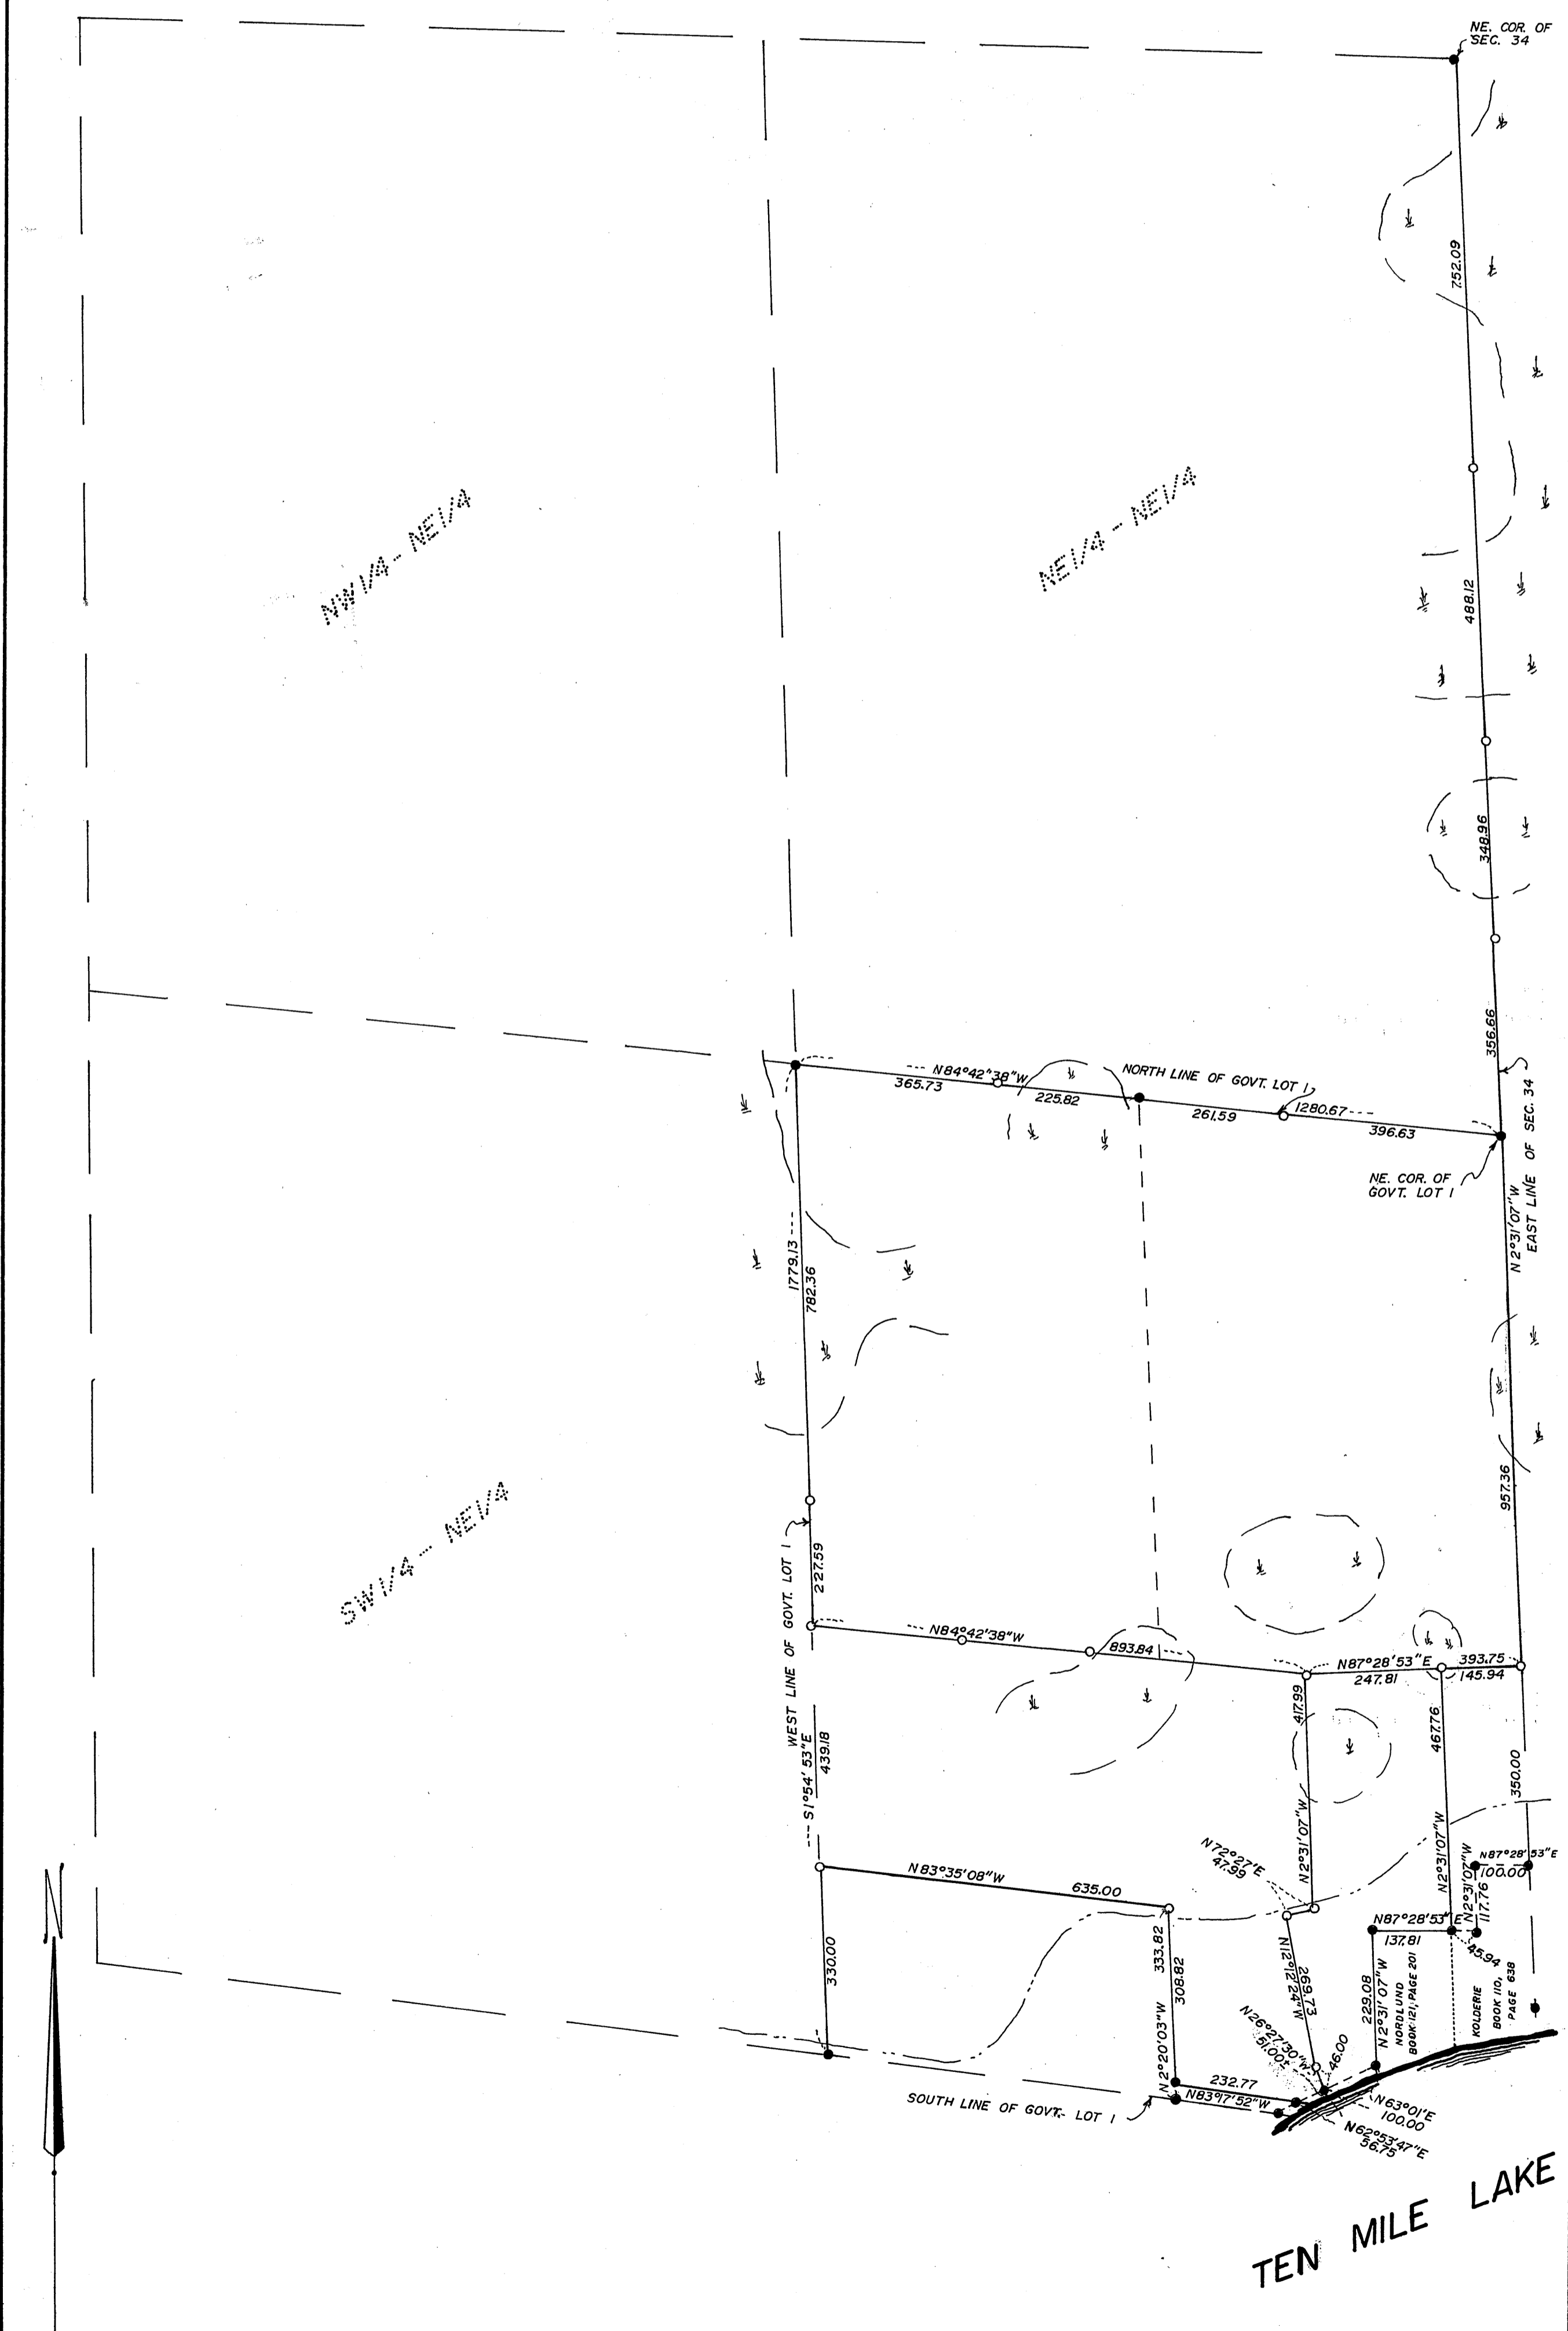 NE. COR. OF
SEC. 34
752.09
NW1/4 - NE1/4
NE1/4 - NE1/4
488.12
348.96
356.66
N84°42'38"W
365.73
225.82
NORTH LINE OF GOVT. LOT 1
261.59
1280.67
396.63
NE. COR. OF
GOVT. LOT 1
N2°31'07"W
EAST LINE OF SEC. 34
1779.13
782.36
957.36
SW1/4 - NE1/4
227.59
WEST LINE OF GOVT. LOT 1
N84°42'38"W
893.84
N87°28'53"E
247.81
393.75
145.94
417.99
467.76
350.00
S1°54'53"E
439.18
N2°31'07"W
N2°31'07"W
N83°35'08"W
635.00
N72°27'E
47.99
N2°31'07"W
117.76
N87°28'53"E
100.00
N87°28'53"E
137.81
45.94
330.00
333.82
308.82
N2°20'03"W
N12°12'24"W
269.73
229.08
N2°31'07"W
NORDLUND
BOOK 121, PAGE 201
KOLDERIE
BOOK 110,
PAGE 638
N26°27'30"W
51.00±
46.00
232.77
N83°17'52"W
SOUTH LINE OF GOVT. LOT 1
N63°01'E
100.00
N62°53'47"E
56.75
N
TEN MILE LAKE